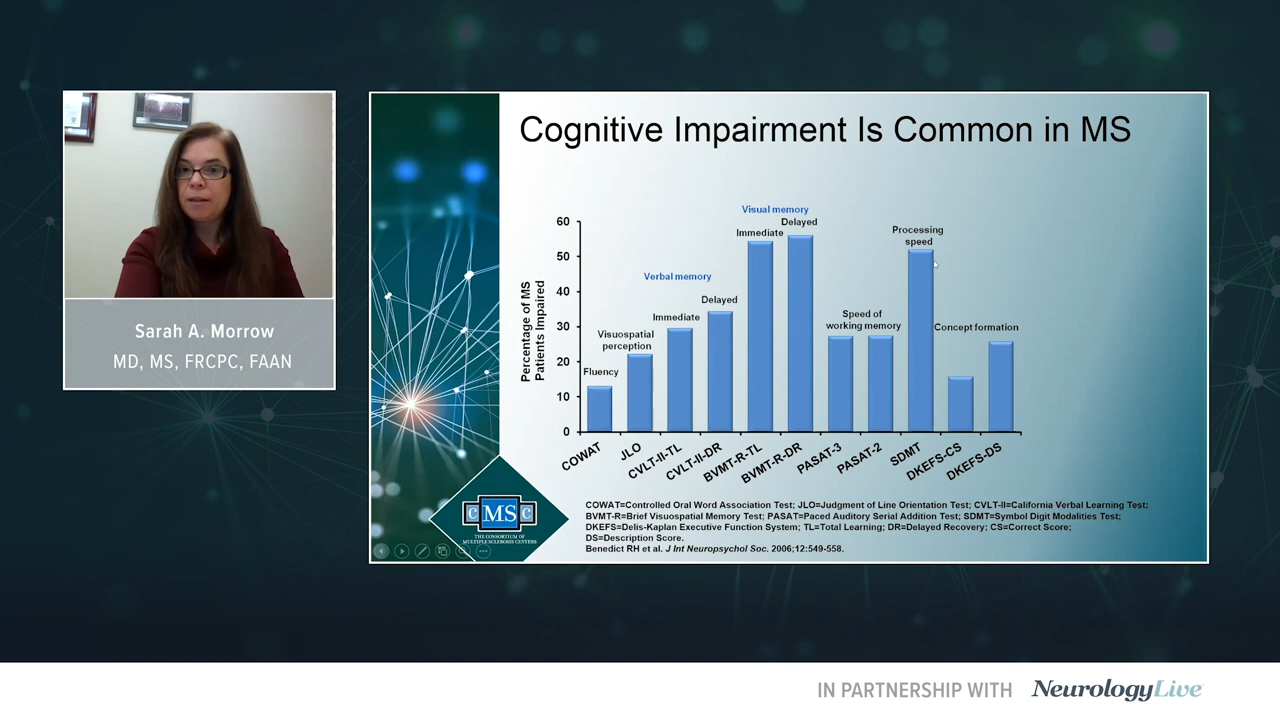 Sarah A. Morrow
MD, MS, FRCPC, FAAN
Cognitive Impairment Is Common in MS
Percentage of MS
Patients Impaired
60
50
40
30
20
10
0
Fluency
Visuospatial
perception
Verbal memory
Immediate
Delayed
Visual memory
Immediate
Delayed
Speed of
working memory
Processing
speed
Concept formation
COWAT
JLO
CVLT-II-TL
CVLT-II-DR
BVMT-R-TL
BVMT-R-DR
PASAT-3
PASAT-2
SDMT
DKEFS-CS
DKEFS-DS
COWAT=Controlled Oral Word Association Test; JLO=Judgment of Line Orientation Test; CVLT-II=California Verbal Learning Test;
BVMT-R=Brief Visuospatial Memory Test; PASAT=Paced Auditory Serial Addition Test; SDMT=Symbol Digit Modalities Test;
DKEFS=Delis-Kaplan Executive Function System; TL=Total Learning; DR=Delayed Recovery; CS=Correct Score;
DS=Description Score.
Benedict RH et al. J Int Neuropsychol Soc. 2006;12:549-558.
CMSC
THE CONSORTIUM OF
MULTIPLE SCLEROSIS CENTERS
IN PARTNERSHIP WITH NeurologyLive